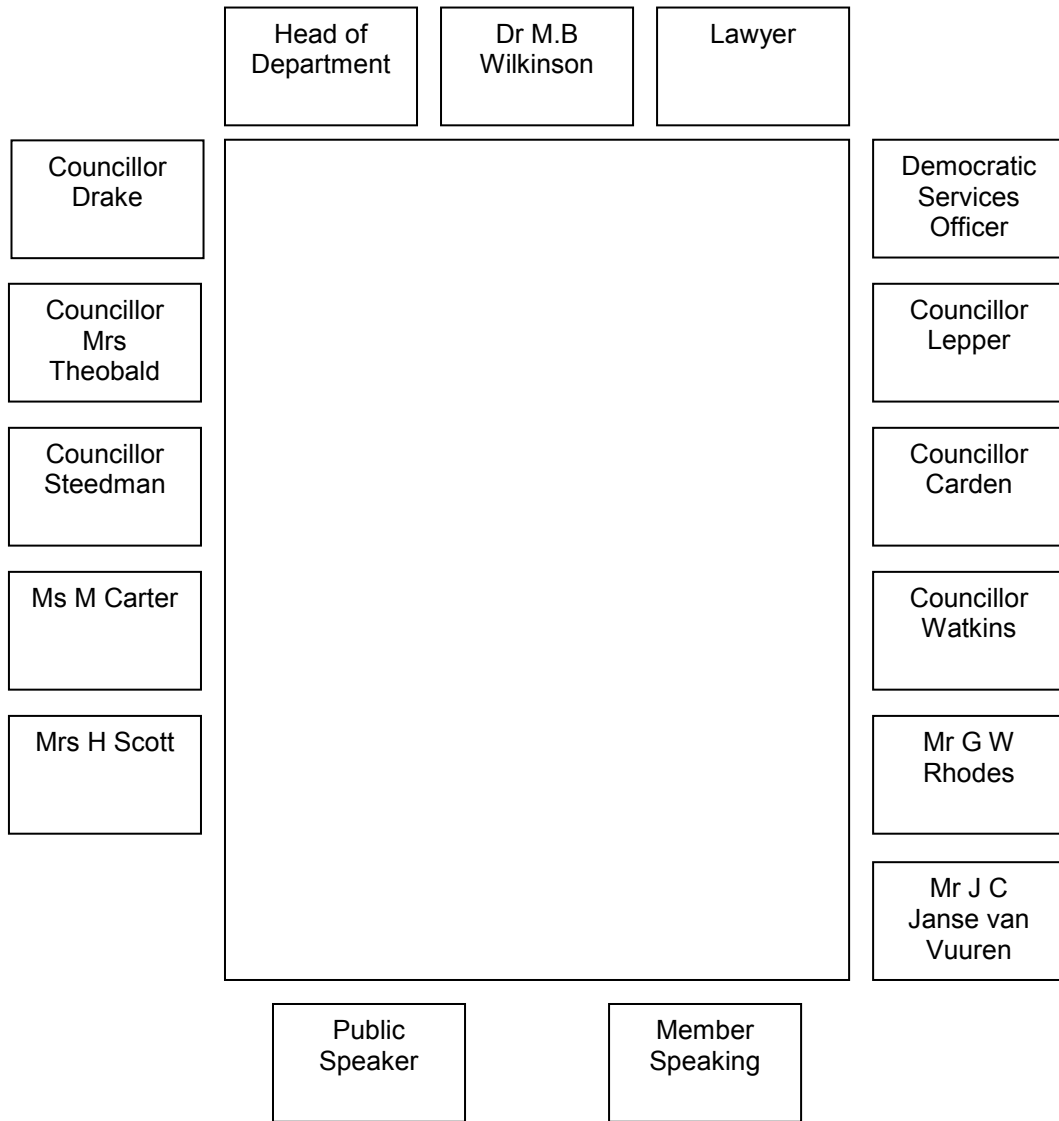 Head of
Department
Dr M.B
Wilkinson
Lawyer
Councillor
Drake
Democratic
Services
Officer
Councillor
Mrs
Theobald
Councillor
Lepper
Councillor
Steedman
Councillor
Carden
Ms M Carter
Councillor
Watkins
Mrs H Scott
Mr G W
Rhodes
Mr J C
Janse van
Vuuren
Public
Speaker
Member
Speaking